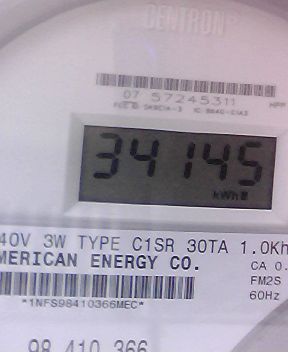 CENTRON®
07 57245311
34145
kWh
40V 3W TYPE C1SR 30TA 1.0Kh
MERICAN ENERGY CO. CA 0.
FM2S
*1NFS98410366MEC* 60Hz
98 410 366